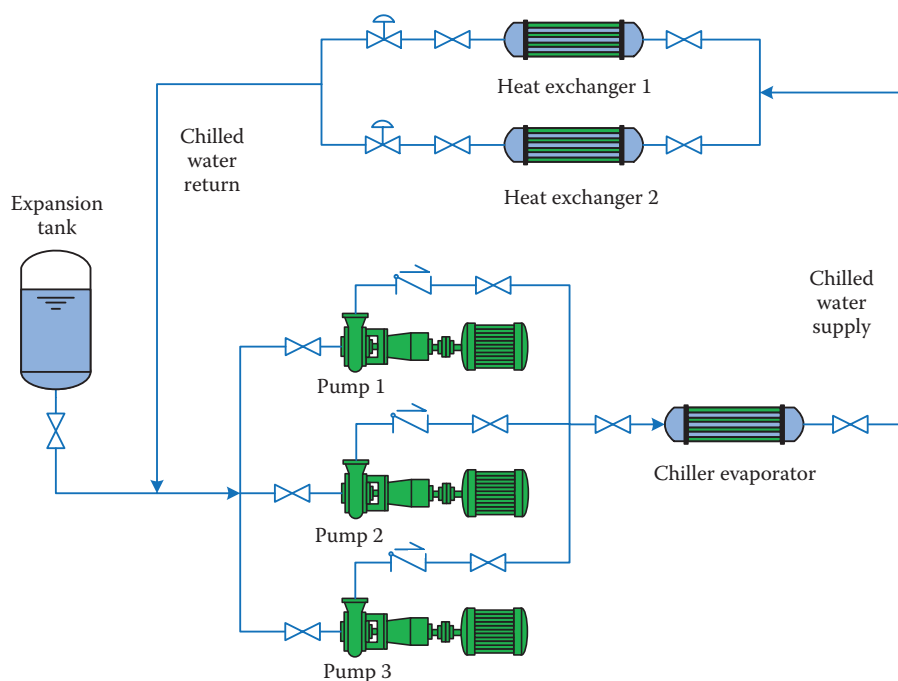 Heat exchanger 1
Chilled
water
return
Heat exchanger 2
Expansion
tank
Chilled
water
supply
Pump 1
Chiller evaporator
Pump 2
Pump 3